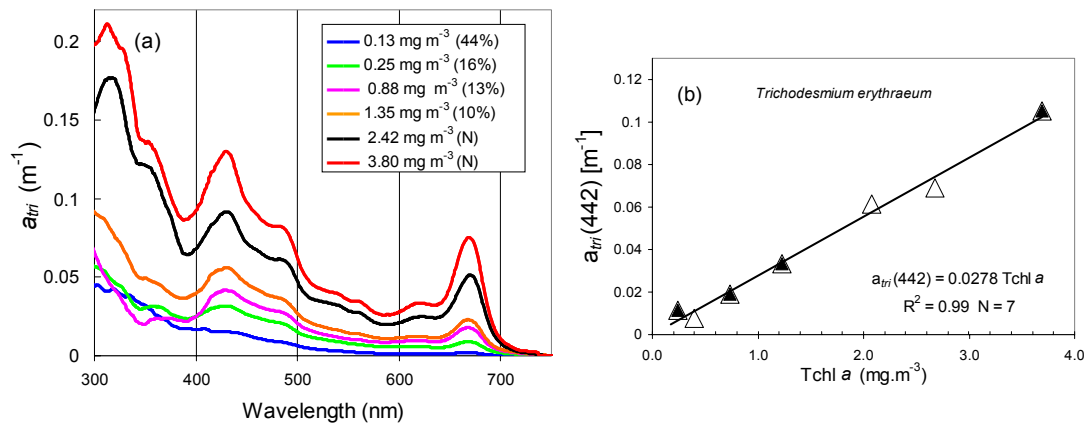 (a)
0.13 mg m⁻³ (44%)
0.25 mg m⁻³ (16%)
0.88 mg m⁻³ (13%)
1.35 mg m⁻³ (10%)
2.42 mg m⁻³ (N)
3.80 mg m⁻³ (N)
a_tri (m⁻¹)
0.2
0.15
0.1
0.05
0
300 400 500 600 700
Wavelength (nm)
(b)
Trichodesmium erythraeum
a_tri(442) [m⁻¹]
0.12
0.1
0.08
0.06
0.04
0.02
0
a_tri(442) = 0.0278 Tchl a
R² = 0.99 N = 7
0.0 1.0 2.0 3.0 4.0
Tchl a (mg.m⁻³)